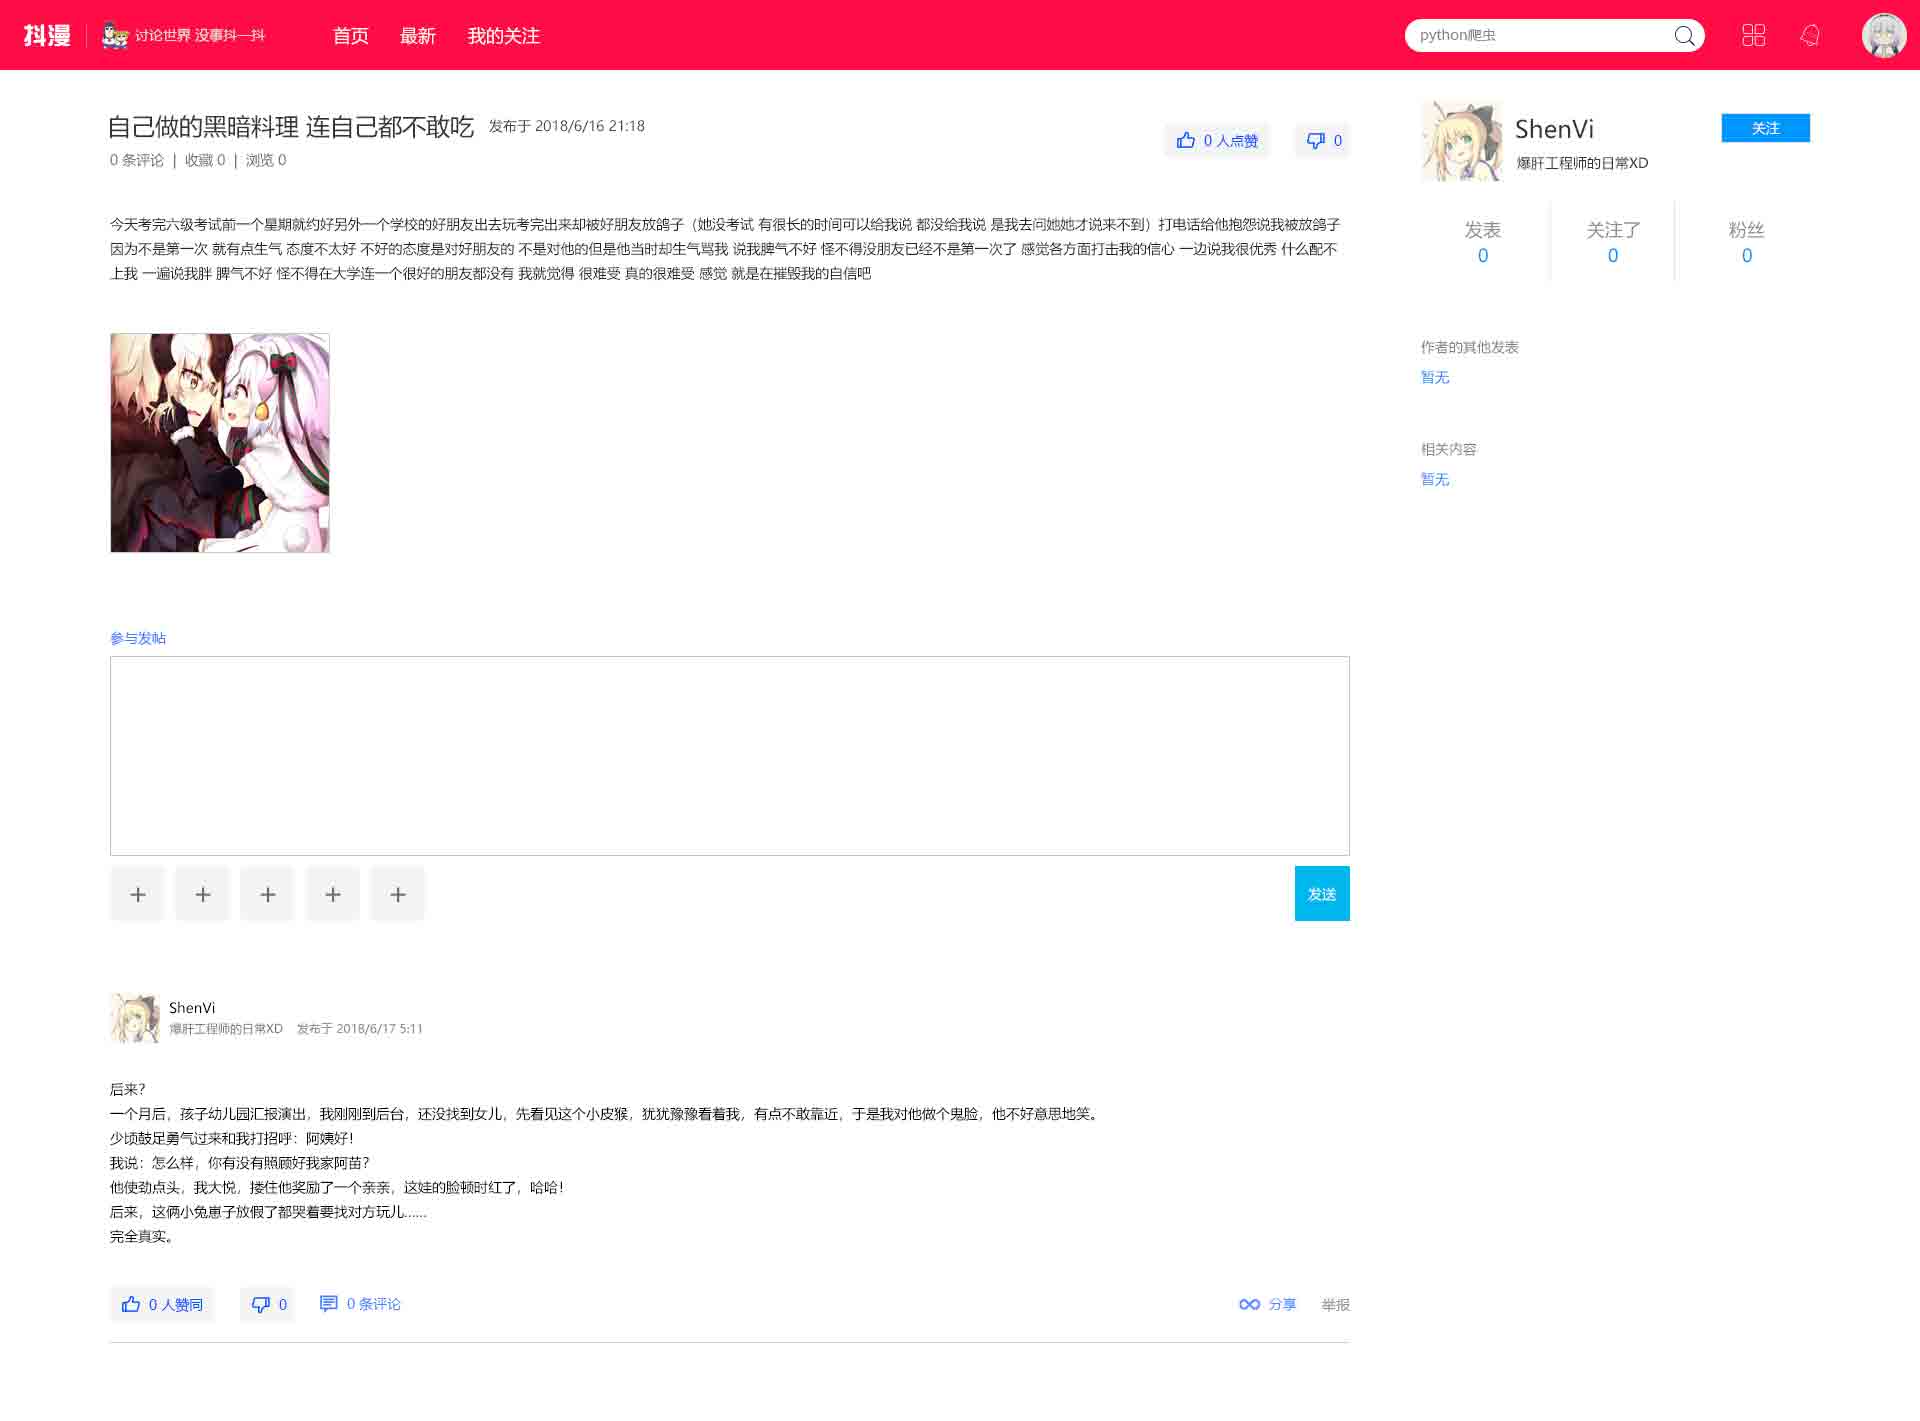 抖漫
讨论世界 没事抖一抖
首页 最新 我的关注
python爬虫
自己做的黑暗料理 连自己都不敢吃 发布于 2018/6/16 21:18
0 条评论 | 收藏 0 | 浏览 0
0 人点赞 0
ShenVi
关注
爆肝工程师的日常XD
发表 关注了 粉丝
0 0 0
今天考完六级考试前一个星期就约好另外一个学校的好朋友出去玩考完出来却被好朋友放鸽子（她没考试 有很长的时间可以给我说 都没给我说 是我去问她她才说来不到）打电话给他抱怨说我被放鸽子
因为不是第一次 就有点生气 态度不太好 不好的态度是对好朋友的 不是对他的但是他当时却生气骂我 说我脾气不好 怪不得没朋友已经不是第一次了 感觉各方面打击我的信心 一边说我很优秀 什么配不
上我 一遍说我胖 脾气不好 怪不得在大学连一个很好的朋友都没有 我就觉得 很难受 真的很难受 感觉 就是在摧毁我的自信吧
作者的其他发表
暂无
相关内容
暂无
参与发帖
+ + + + +
发送
ShenVi
爆肝工程师的日常XD 发布于 2018/6/17 5:11
后来？
一个月后，孩子幼儿园汇报演出，我刚刚到后台，还没找到女儿，先看见这个小皮猴，犹犹豫豫看着我，有点不敢靠近，于是我对他做个鬼脸，他不好意思地笑。
少顷鼓足勇气过来和我打招呼：阿姨好！
我说：怎么样，你有没有照顾好我家阿苗？
他使劲点头，我大悦，搂住他奖励了一个亲亲，这娃的脸顿时红了，哈哈！
后来，这俩小兔崽子放假了都哭着要找对方玩儿......
完全真实。
0 人赞同 0 0 条评论 分享 举报